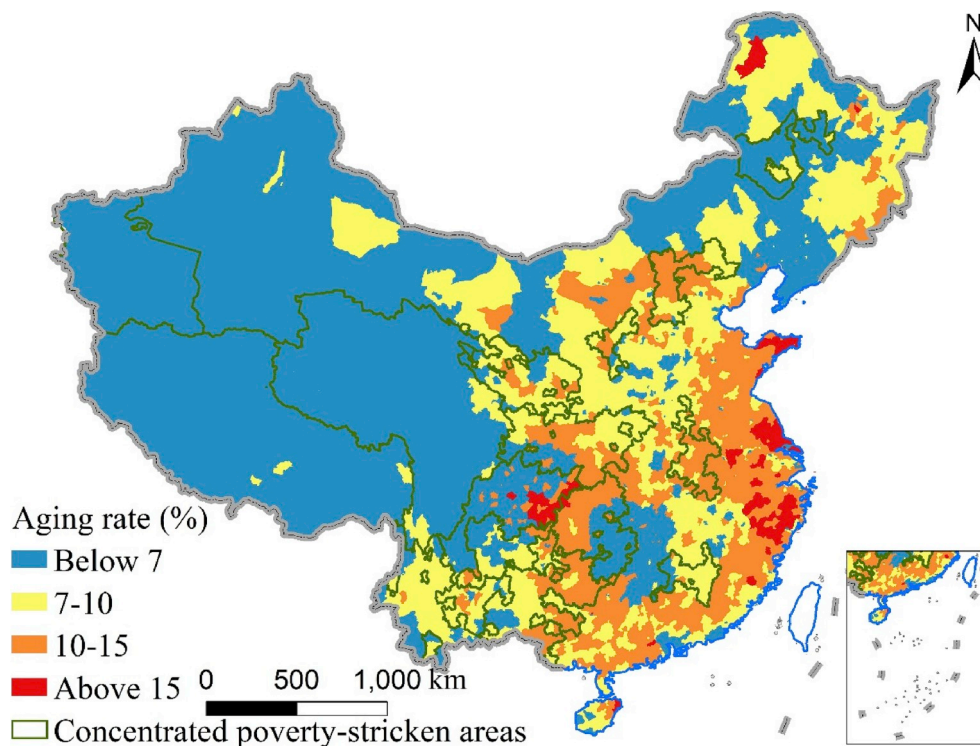 N
Aging rate (%)
Below 7
7-10
10-15
Above 15
0 500 1,000 km
Concentrated poverty-stricken areas